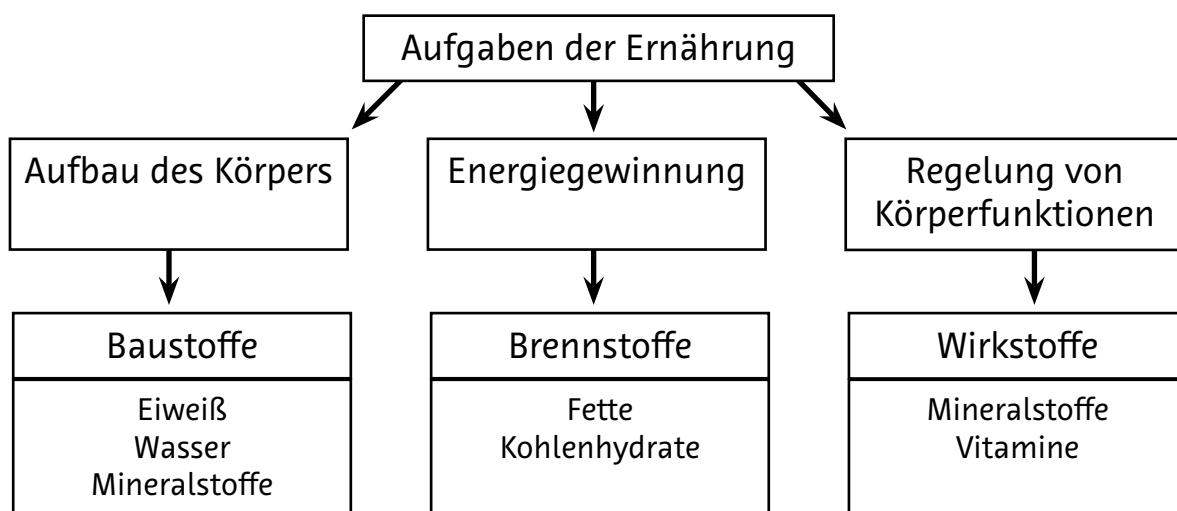 Aufgaben der Ernährung
Aufbau des Körpers
Energiegewinnung
Regelung von
Körperfunktionen
Baustoffe
Eiweiß
Wasser
Mineralstoffe
Brennstoffe
Fette
Kohlenhydrate
Wirkstoffe
Mineralstoffe
Vitamine